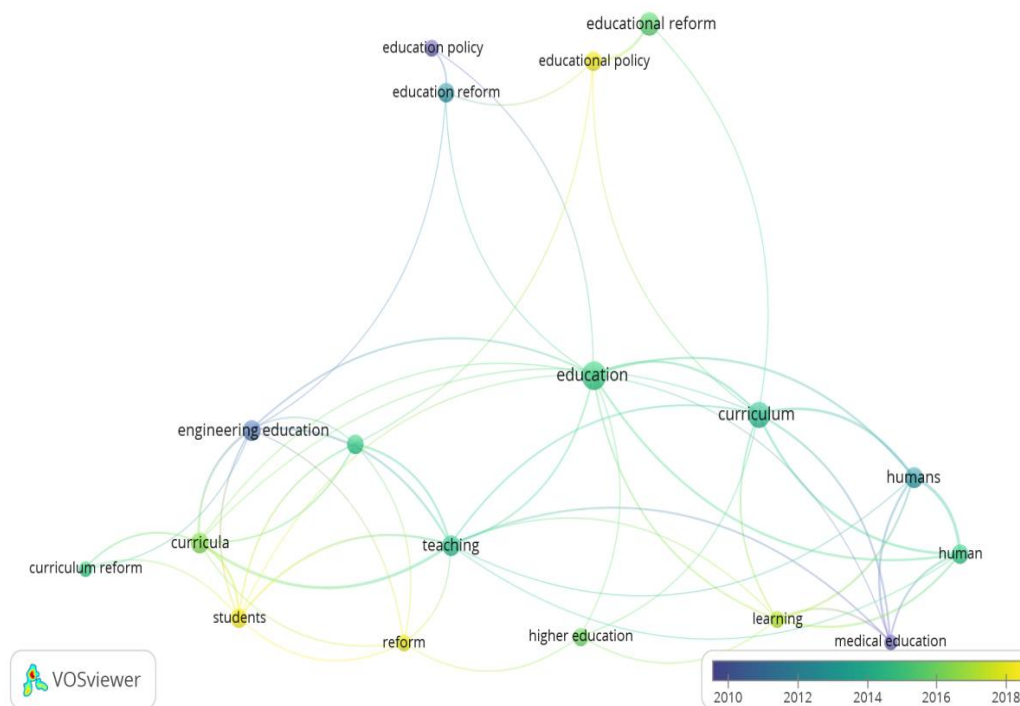 educational reform
education policy
educational policy
education reform
education
curriculum
engineering education
humans
curricula
teaching
human
curriculum reform
students
learning
higher education
reform
medical education
VOSviewer
2010 2012 2014 2016 2018